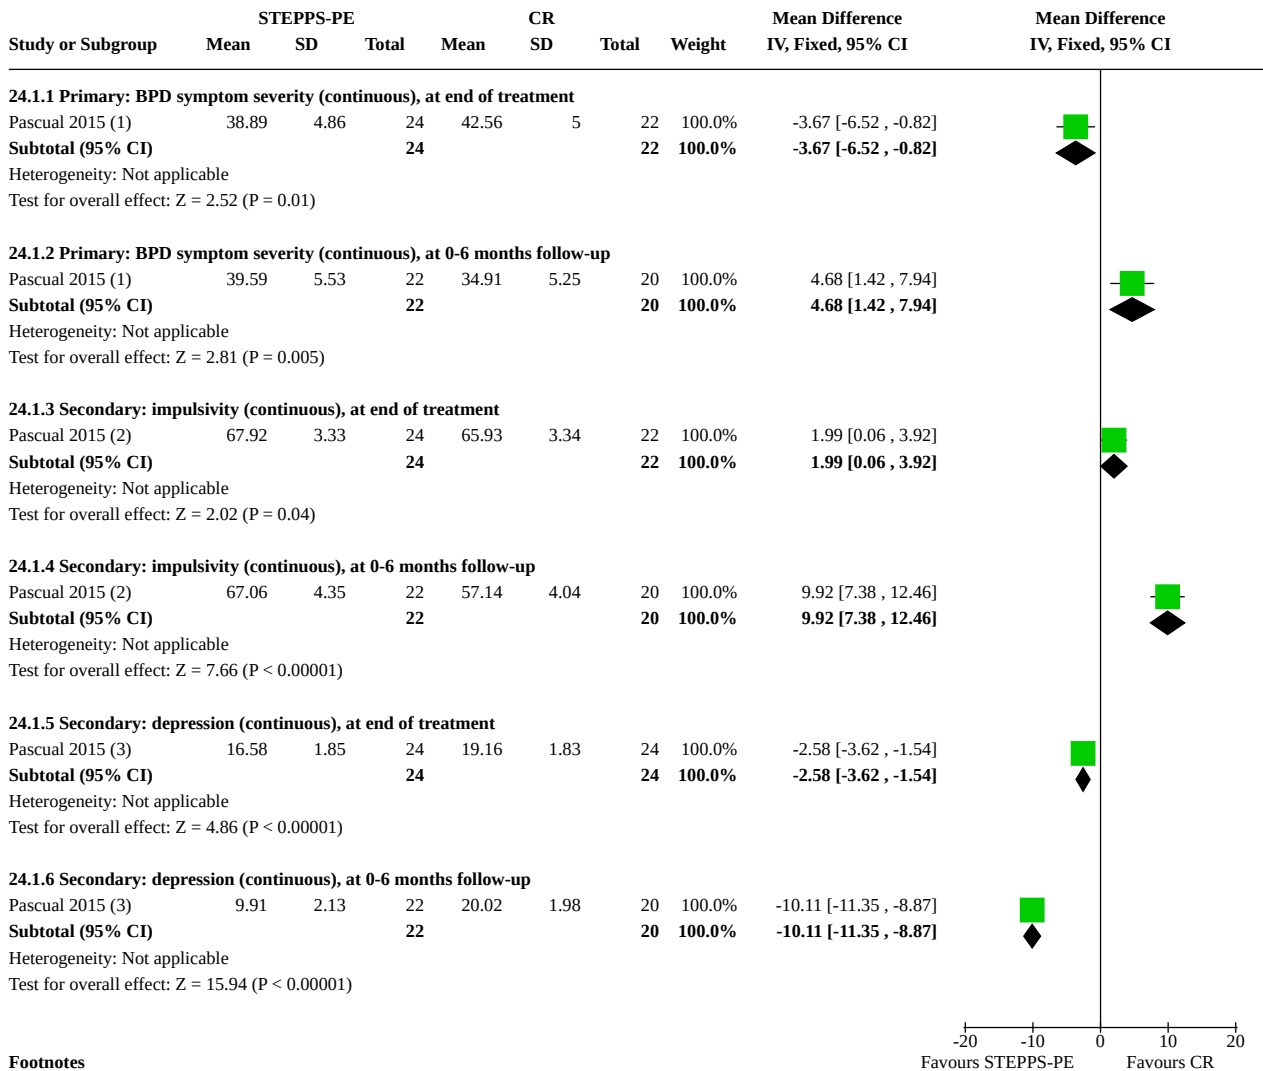 STEPPS-PE CR Mean Difference Mean Difference
Study or Subgroup Mean SD Total Mean SD Total Weight IV, Fixed, 95% CI IV, Fixed, 95% CI
24.1.1 Primary: BPD symptom severity (continuous), at end of treatment
Pascual 2015 (1) 38.89 4.86 24 42.56 5 22 100.0% -3.67 [-6.52 , -0.82]
Subtotal (95% CI) 24 22 100.0% -3.67 [-6.52 , -0.82]
Heterogeneity: Not applicable
Test for overall effect: Z = 2.52 (P = 0.01)
24.1.2 Primary: BPD symptom severity (continuous), at 0-6 months follow-up
Pascual 2015 (1) 39.59 5.53 22 34.91 5.25 20 100.0% 4.68 [1.42 , 7.94]
Subtotal (95% CI) 22 20 100.0% 4.68 [1.42 , 7.94]
Heterogeneity: Not applicable
Test for overall effect: Z = 2.81 (P = 0.005)
24.1.3 Secondary: impulsivity (continuous), at end of treatment
Pascual 2015 (2) 67.92 3.33 24 65.93 3.34 22 100.0% 1.99 [0.06 , 3.92]
Subtotal (95% CI) 24 22 100.0% 1.99 [0.06 , 3.92]
Heterogeneity: Not applicable
Test for overall effect: Z = 2.02 (P = 0.04)
24.1.4 Secondary: impulsivity (continuous), at 0-6 months follow-up
Pascual 2015 (2) 67.06 4.35 22 57.14 4.04 20 100.0% 9.92 [7.38 , 12.46]
Subtotal (95% CI) 22 20 100.0% 9.92 [7.38 , 12.46]
Heterogeneity: Not applicable
Test for overall effect: Z = 7.66 (P < 0.00001)
24.1.5 Secondary: depression (continuous), at end of treatment
Pascual 2015 (3) 16.58 1.85 24 19.16 1.83 24 100.0% -2.58 [-3.62 , -1.54]
Subtotal (95% CI) 24 24 100.0% -2.58 [-3.62 , -1.54]
Heterogeneity: Not applicable
Test for overall effect: Z = 4.86 (P < 0.00001)
24.1.6 Secondary: depression (continuous), at 0-6 months follow-up
Pascual 2015 (3) 9.91 2.13 22 20.02 1.98 20 100.0% -10.11 [-11.35 , -8.87]
Subtotal (95% CI) 22 20 100.0% -10.11 [-11.35 , -8.87]
Heterogeneity: Not applicable
Test for overall effect: Z = 15.94 (P < 0.00001)
-20 -10 0 10 20
Footnotes Favours STEPPS-PE Favours CR